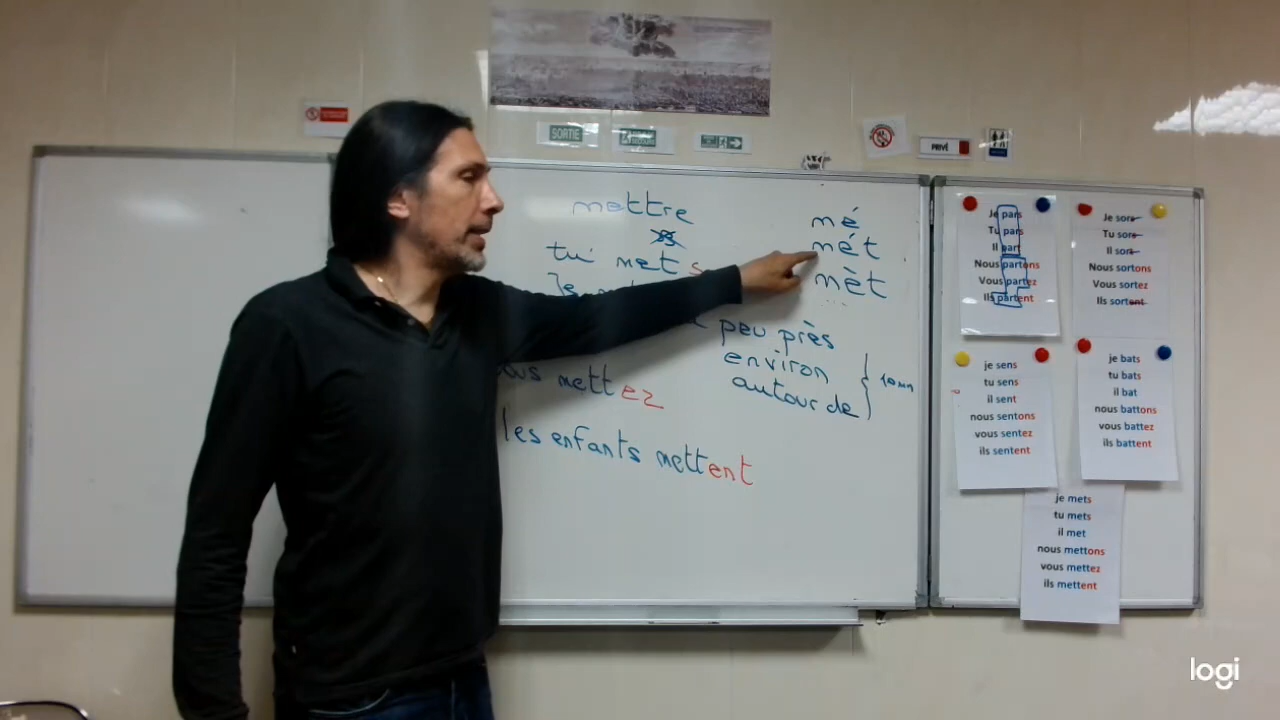 SORTIE
PRIVÉ
mettre
tu met s
Je
peu près
environ
autour de
10 mn
mettez
les enfants mettent
mé
mét
mèt
Je pars
Tu pars
Il part
Nous partons
Vous partez
Ils partent
Je sors
Tu sors
Il sort
Nous sortons
Vous sortez
Ils sortent
je sens
tu sens
il sent
nous sentons
vous sentez
ils sentent
je bats
tu bats
il bat
nous battons
vous battez
ils battent
je mets
tu mets
il met
nous mettons
vous mettez
ils mettent
logi